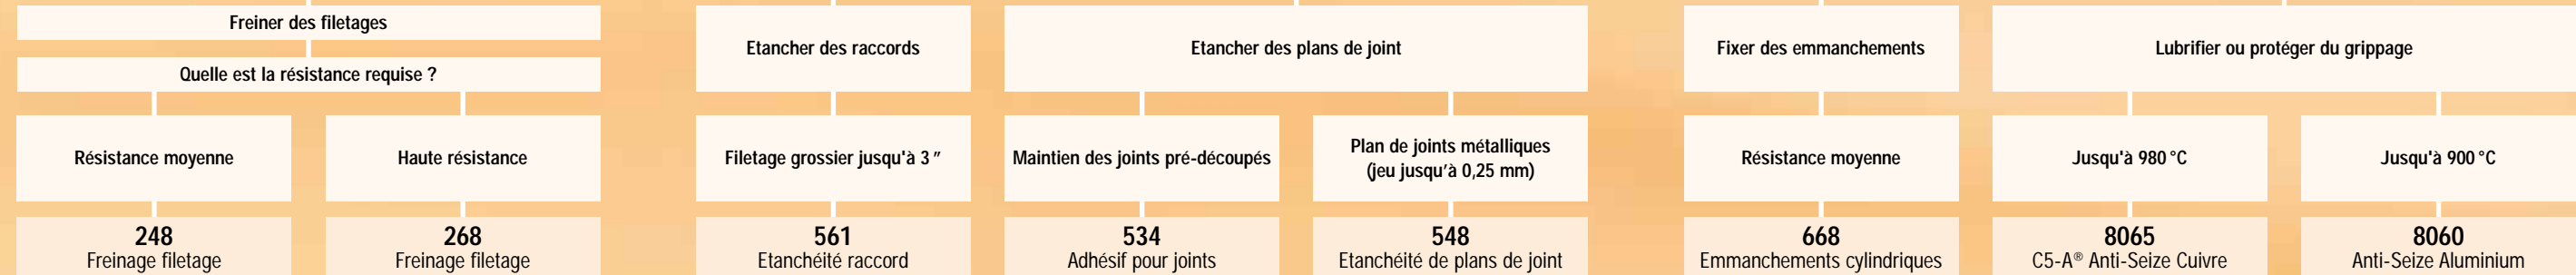 Freiner des filetages
Quelle est la résistance requise ?
Etancher des raccords
Etancher des plans de joint
Fixer des emmanchements
Lubrifier ou protéger du grippage
Résistance moyenne
Haute résistance
Filetage grossier jusqu'à 3 ″
Maintien des joints pré-découpés
Plan de joints métalliques
(jeu jusqu’à 0,25 mm)
Résistance moyenne
Jusqu'à 980 °C
Jusqu'à 900 °C
248
Freinage filetage
268
Freinage filetage
561
Etanchéité raccord
534
Adhésif pour joints
548
Etanchéité de plans de joint
668
Emmanchements cylindriques
8065
C5-A® Anti-Seize Cuivre
8060
Anti-Seize Aluminium